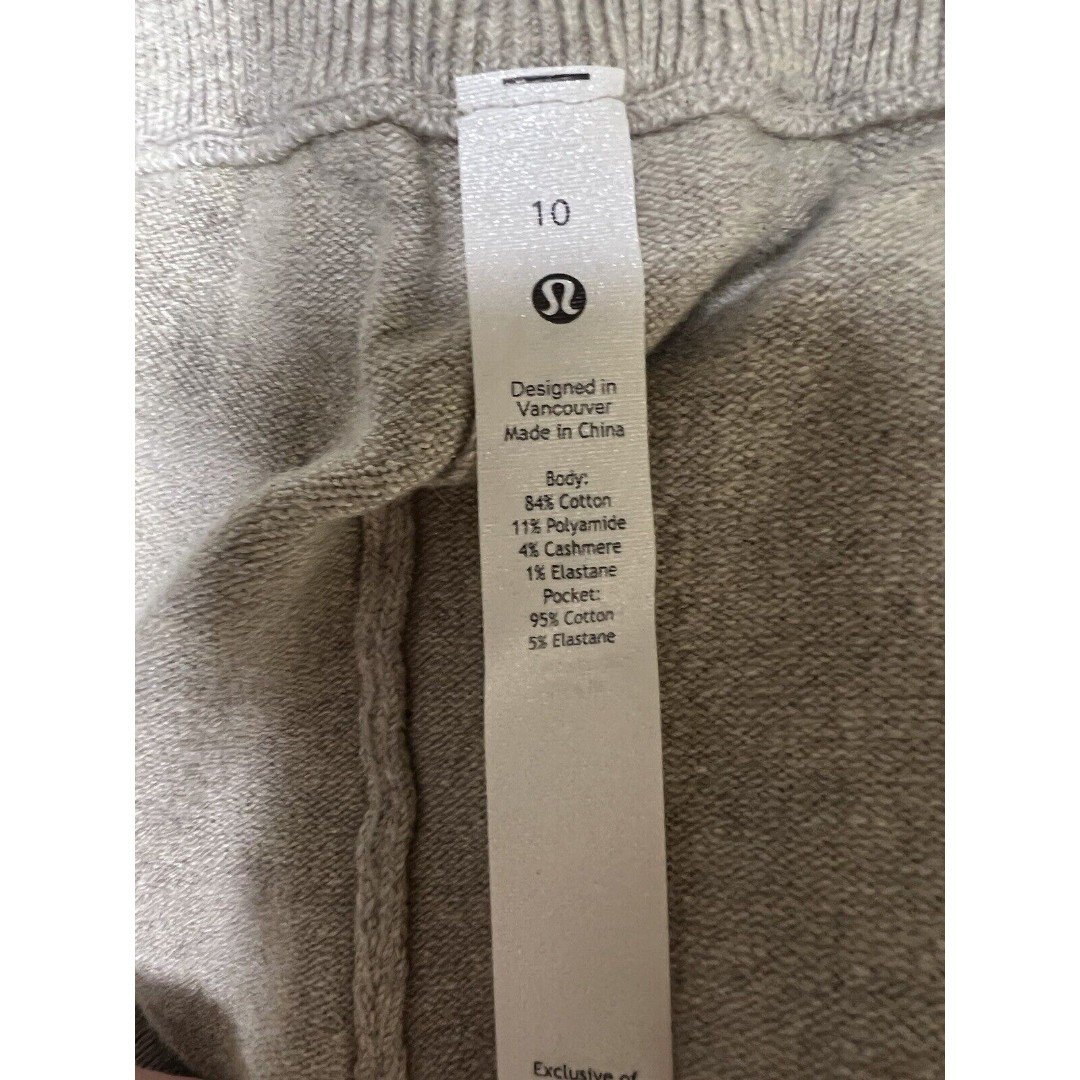 10
Designed in
Vancouver
Made in China
Body:
84% Cotton
11% Polyamide
4% Cashmere
1% Elastane
Pocket:
95% Cotton
5% Elastane
Exclusive of